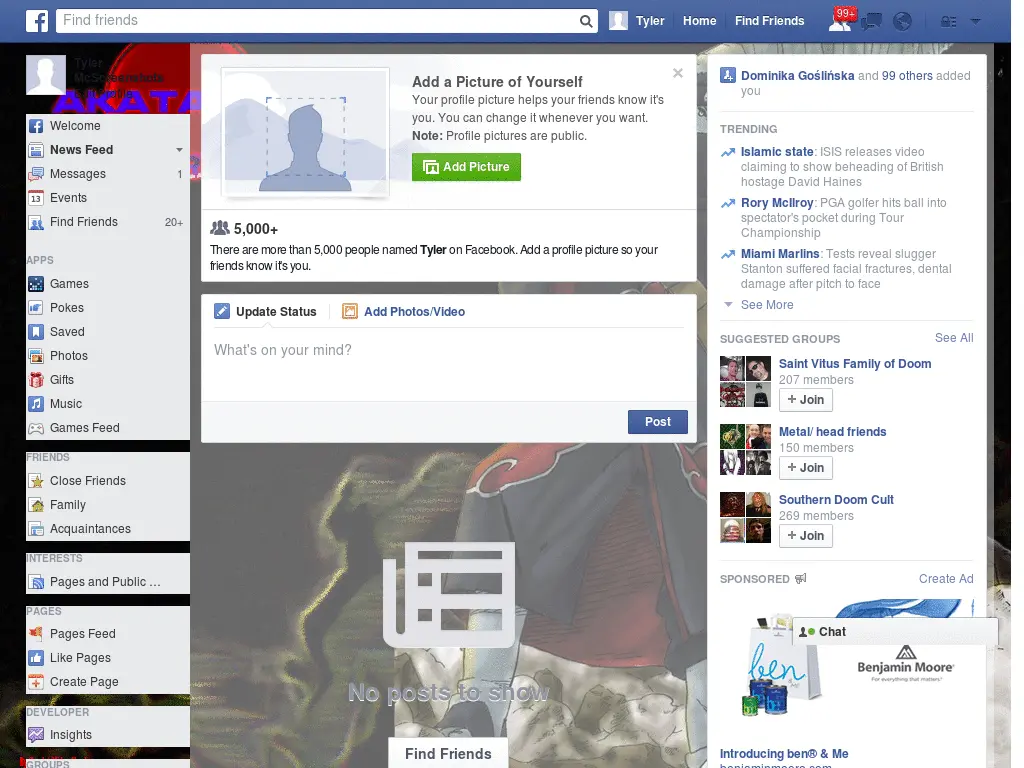 Find friends
Tyler
Home
Find Friends
99+
Tyler
McScreenshots
Edit Profile
AKATA
Welcome
News Feed
Messages 1
13 Events
Find Friends 20+
APPS
Games
Pokes
Saved
Photos
Gifts
Music
Games Feed
FRIENDS
Close Friends
Family
Acquaintances
INTERESTS
Pages and Public ...
PAGES
Pages Feed
Like Pages
Create Page
DEVELOPER
Insights
GROUPS
Add a Picture of Yourself
Your profile picture helps your friends know it's
you. You can change it whenever you want.
Note: Profile pictures are public.
Add Picture
5,000+
There are more than 5,000 people named Tyler on Facebook. Add a profile picture so your
friends know it's you.
Update Status
Add Photos/Video
What's on your mind?
Post
No posts to show
Find Friends
Dominika Goślińska and 99 others added
you
TRENDING
Islamic state: ISIS releases video
claiming to show beheading of British
hostage David Haines
Rory McIlroy: PGA golfer hits ball into
spectator's pocket during Tour
Championship
Miami Marlins: Tests reveal slugger
Stanton suffered facial fractures, dental
damage after pitch to face
See More
SUGGESTED GROUPS See All
Saint Vitus Family of Doom
207 members
+ Join
Metal/ head friends
150 members
+ Join
Southern Doom Cult
269 members
+ Join
SPONSORED Create Ad
Chat
ben
Benjamin Moore
For everything that matters.
Introducing ben® & Me
benjaminmoore.com